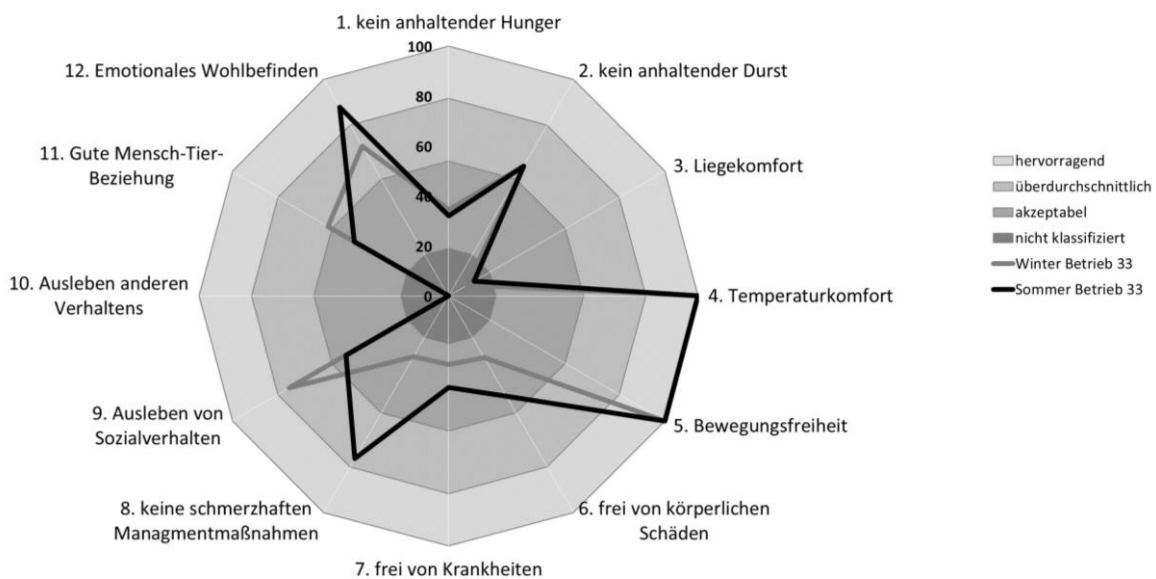 1. kein anhaltender Hunger
100
12. Emotionales Wohlbefinden
2. kein anhaltender Durst
80
11. Gute Mensch-Tier-
Beziehung
60
3. Liegekomfort
40
20
10. Ausleben anderen
Verhaltens
0
4. Temperaturkomfort
9. Ausleben von
Sozialverhalten
5. Bewegungsfreiheit
8. keine schmerzhaften
Managmentmaßnahmen
6. frei von körperlichen
Schäden
7. frei von Krankheiten
hervorragend
überdurchschnittlich
akzeptabel
nicht klassifiziert
Winter Betrieb 33
Sommer Betrieb 33